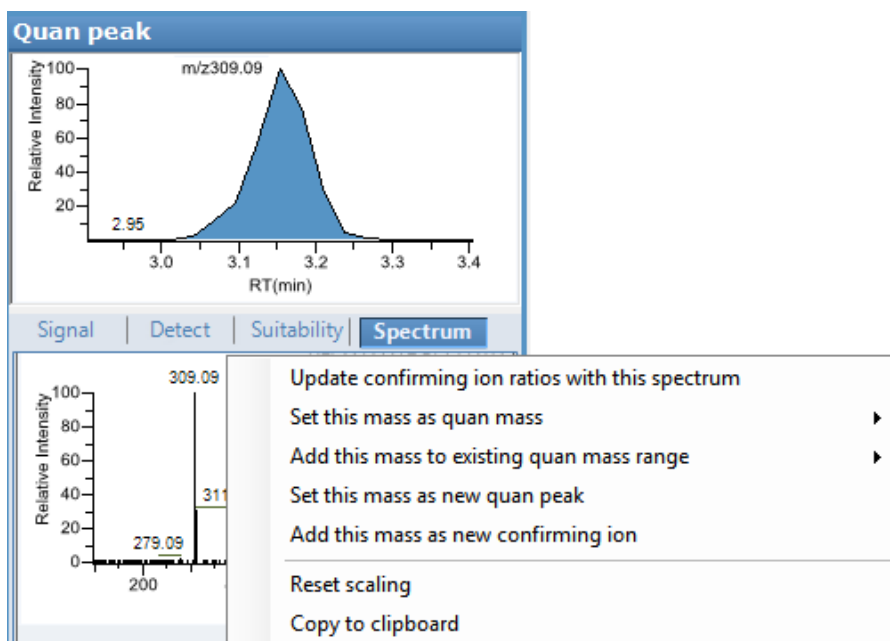 Quan peak
m/z309.09
Relative Intensity
100
80
60
40
20
2.95
3.0 3.1 3.2 3.3 3.4
RT(min)
Signal Detect Suitability Spectrum
309.09
Relative Intensity
100
80
60
40
20
0
311
279.09
200
Update confirming ion ratios with this spectrum
Set this mass as quan mass
Add this mass to existing quan mass range
Set this mass as new quan peak
Add this mass as new confirming ion
Reset scaling
Copy to clipboard